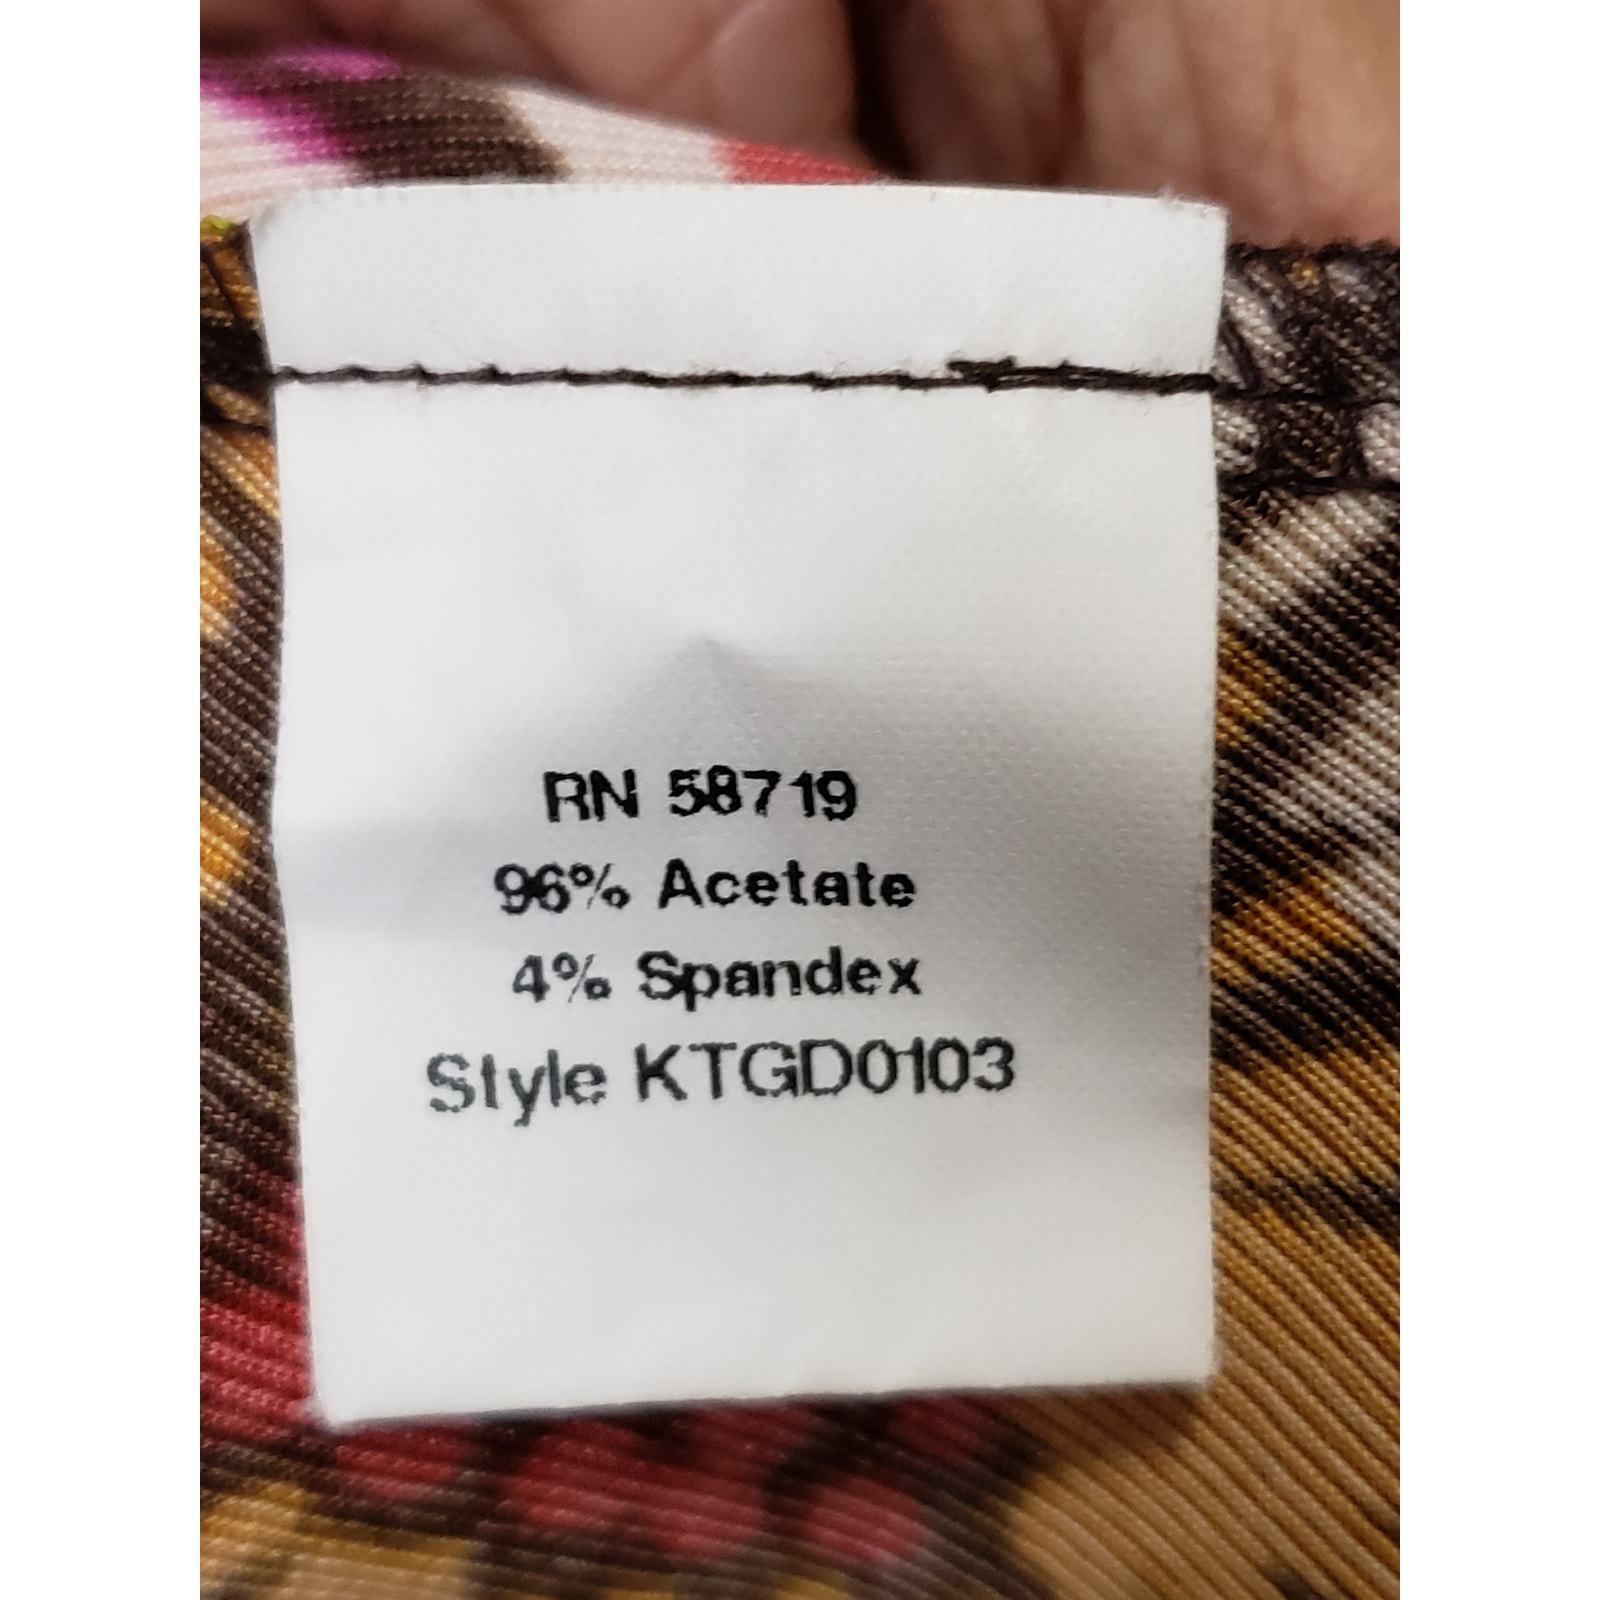 RN 58719
96% Acetate
4% Spandex
Style KTGD0103